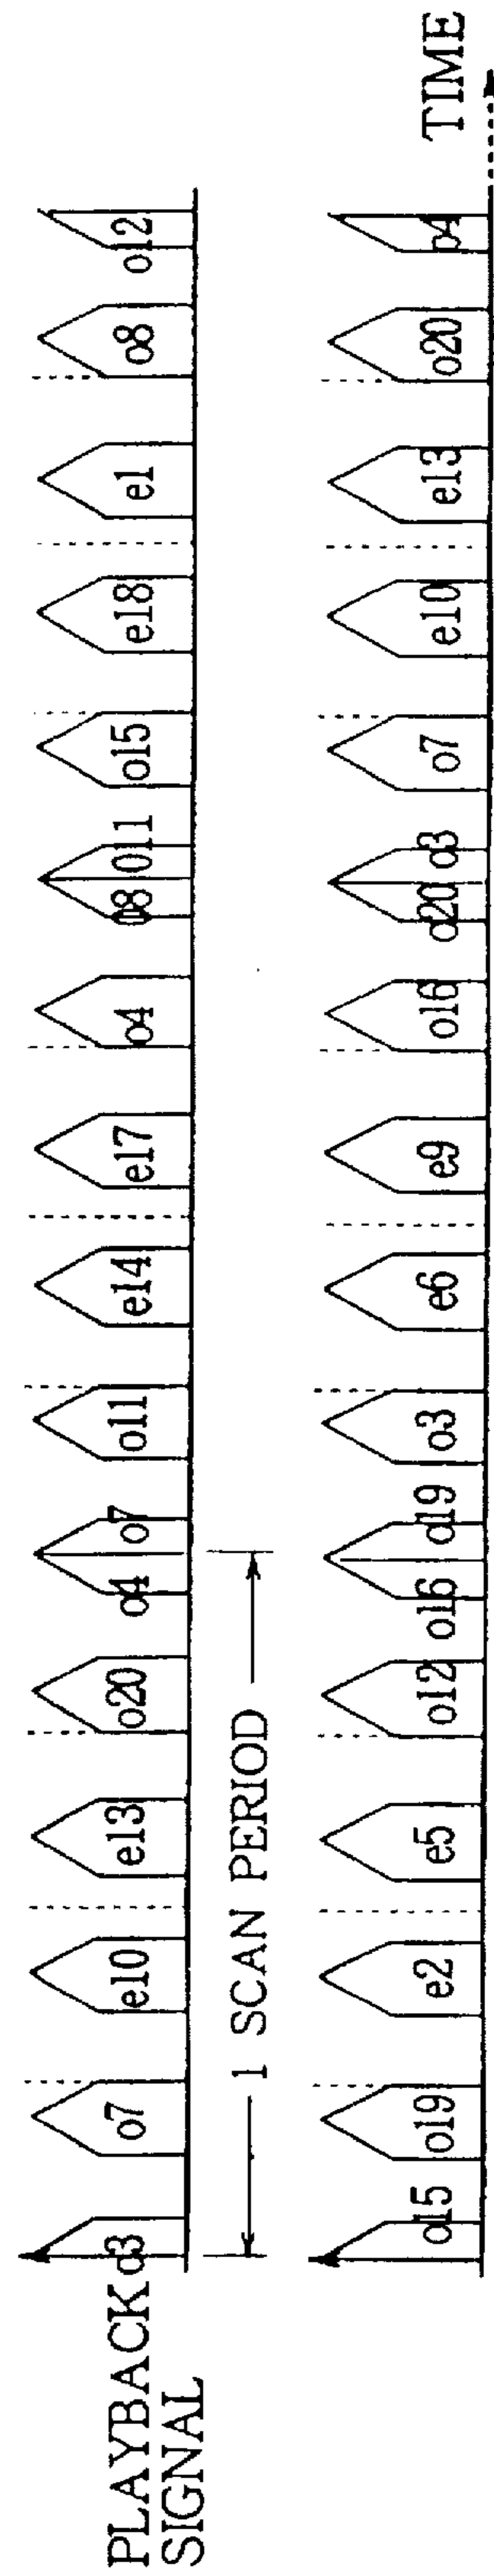 PLAYBACK
SIGNAL
o3 o7 e10 e13 o20 o4 o7 o11 e14 e17 o4 o8 o11 o15 e18 e1 o8 o12
1 SCAN PERIOD
o15 o19 e2 e5 o12 o16 o19 o3 e6 e9 o16 o20 o3 o7 e10 e13 o20 o4
TIME